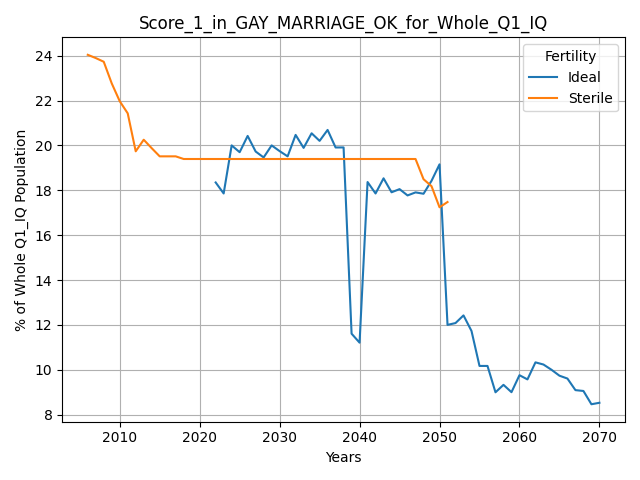 Score_1_in_GAY_MARRIAGE_OK_for_Whole_Q1_IQ
% of Whole Q1_IQ Population
24
22
20
18
16
14
12
10
8
Fertility
Ideal
Sterile
2010 2020 2030 2040 2050 2060 2070
Years